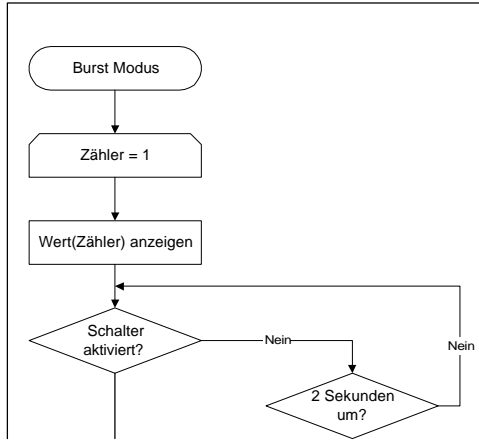 Burst Modus
Zähler = 1
Wert(Zähler) anzeigen
Schalter
aktiviert?
Nein
Nein
2 Sekunden
um?